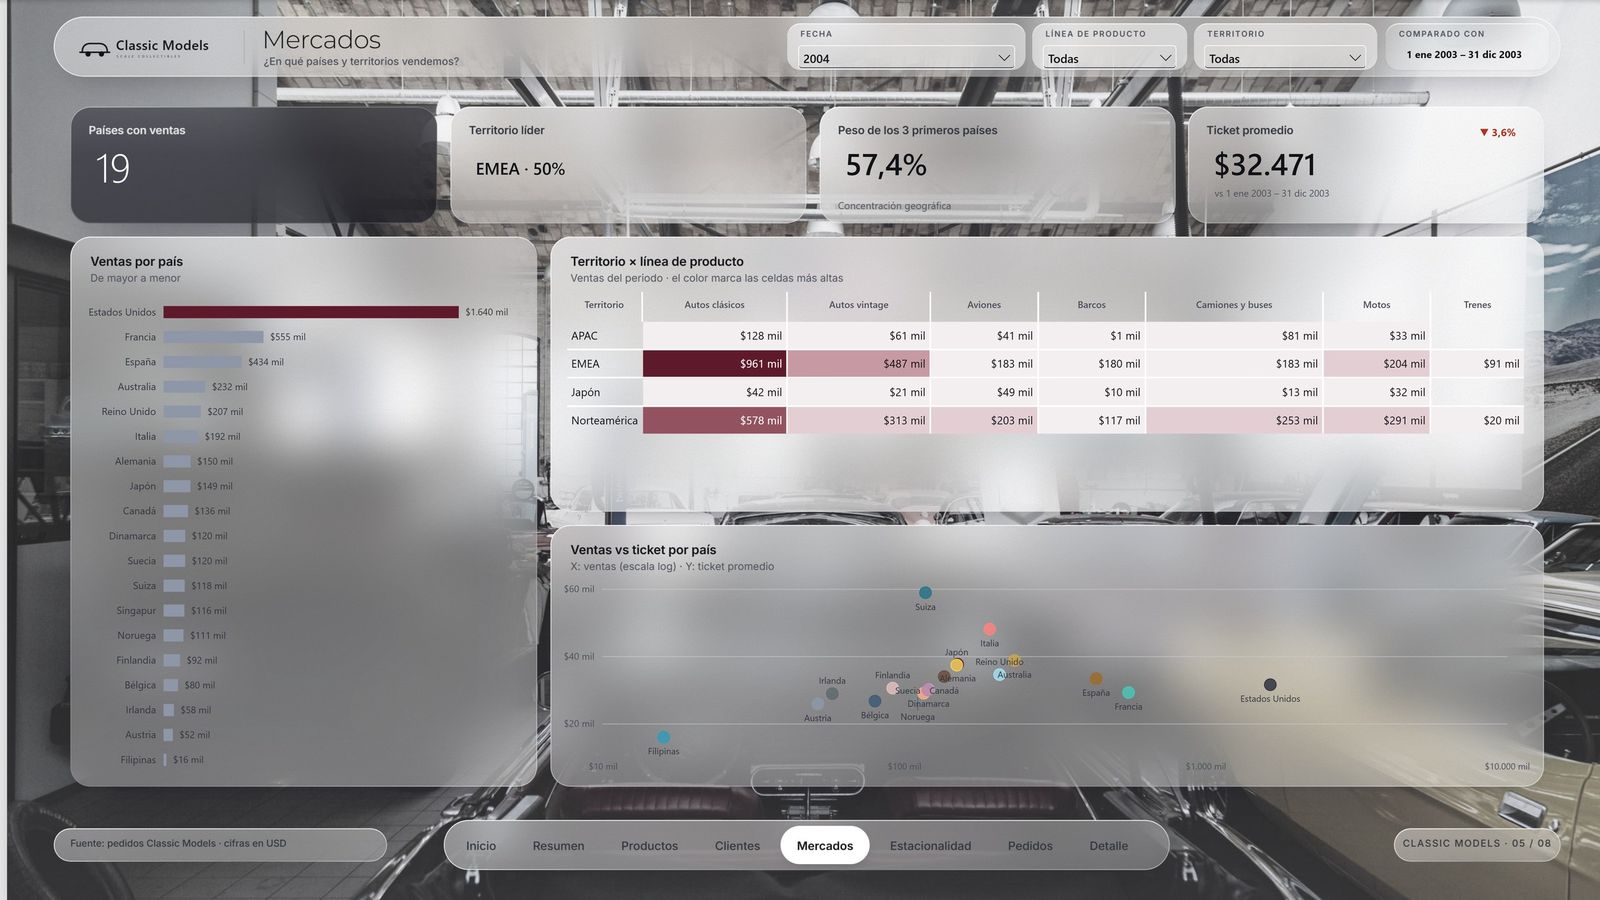 Classic Models
SCALE COLLECTIBLES
Mercados
¿En qué países y territorios vendemos?
FECHA
2004
LÍNEA DE PRODUCTO
Todas
TERRITORIO
Todas
COMPARADO CON
1 ene 2003 – 31 dic 2003
Países con ventas
19
Territorio líder
EMEA · 50%
Peso de los 3 primeros países
57,4%
Concentración geográfica
Ticket promedio
▼ 3,6%
$32.471
vs 1 ene 2003 – 31 dic 2003
Ventas por país
De mayor a menor
Estados Unidos $1.640 mil
Francia $555 mil
España $434 mil
Australia $232 mil
Reino Unido $207 mil
Italia $192 mil
Alemania $150 mil
Japón $149 mil
Canadá $136 mil
Dinamarca $120 mil
Suecia $120 mil
Suiza $118 mil
Singapur $116 mil
Noruega $111 mil
Finlandia $92 mil
Bélgica $80 mil
Irlanda $58 mil
Austria $52 mil
Filipinas $16 mil
Territorio × línea de producto
Ventas del periodo · el color marca las celdas más altas
Territorio Autos clásicos Autos vintage Aviones Barcos Camiones y buses Motos Trenes
APAC $128 mil $61 mil $41 mil $1 mil $81 mil $33 mil
EMEA $961 mil $487 mil $183 mil $180 mil $183 mil $204 mil $91 mil
Japón $42 mil $21 mil $49 mil $10 mil $13 mil $32 mil
Norteamérica $578 mil $313 mil $203 mil $117 mil $253 mil $291 mil $20 mil
Ventas vs ticket por país
X: ventas (escala log) · Y: ticket promedio
$60 mil
Suiza
Italia
$40 mil
Japón
Reino Unido
Australia
Alemania
Finlandia
Irlanda
Suecia
Canadá
España
Estados Unidos
Dinamarca
Francia
Bélgica
Noruega
Austria
$20 mil
Filipinas
$10 mil $100 mil $1.000 mil $10.000 mil
Fuente: pedidos Classic Models · cifras en USD
Inicio Resumen Productos Clientes Mercados Estacionalidad Pedidos Detalle
CLASSIC MODELS · 05 / 08